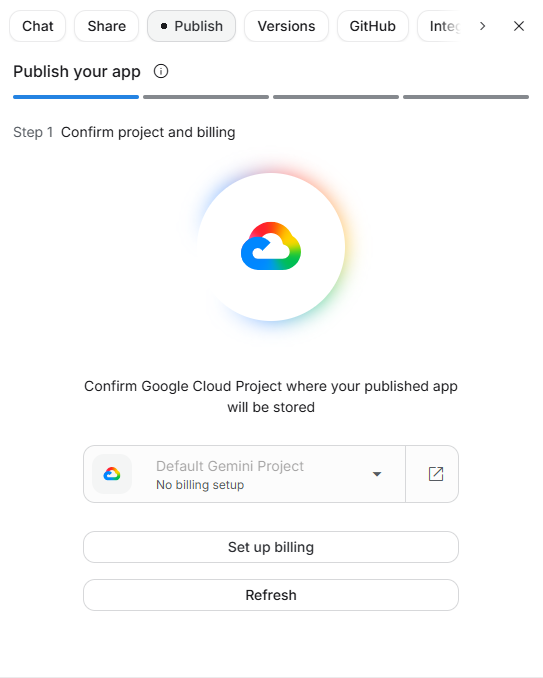 Chat Share Publish Versions GitHub Integ
Publish your app
Step 1 Confirm project and billing
Confirm Google Cloud Project where your published app
will be stored
Default Gemini Project
No billing setup
Set up billing
Refresh